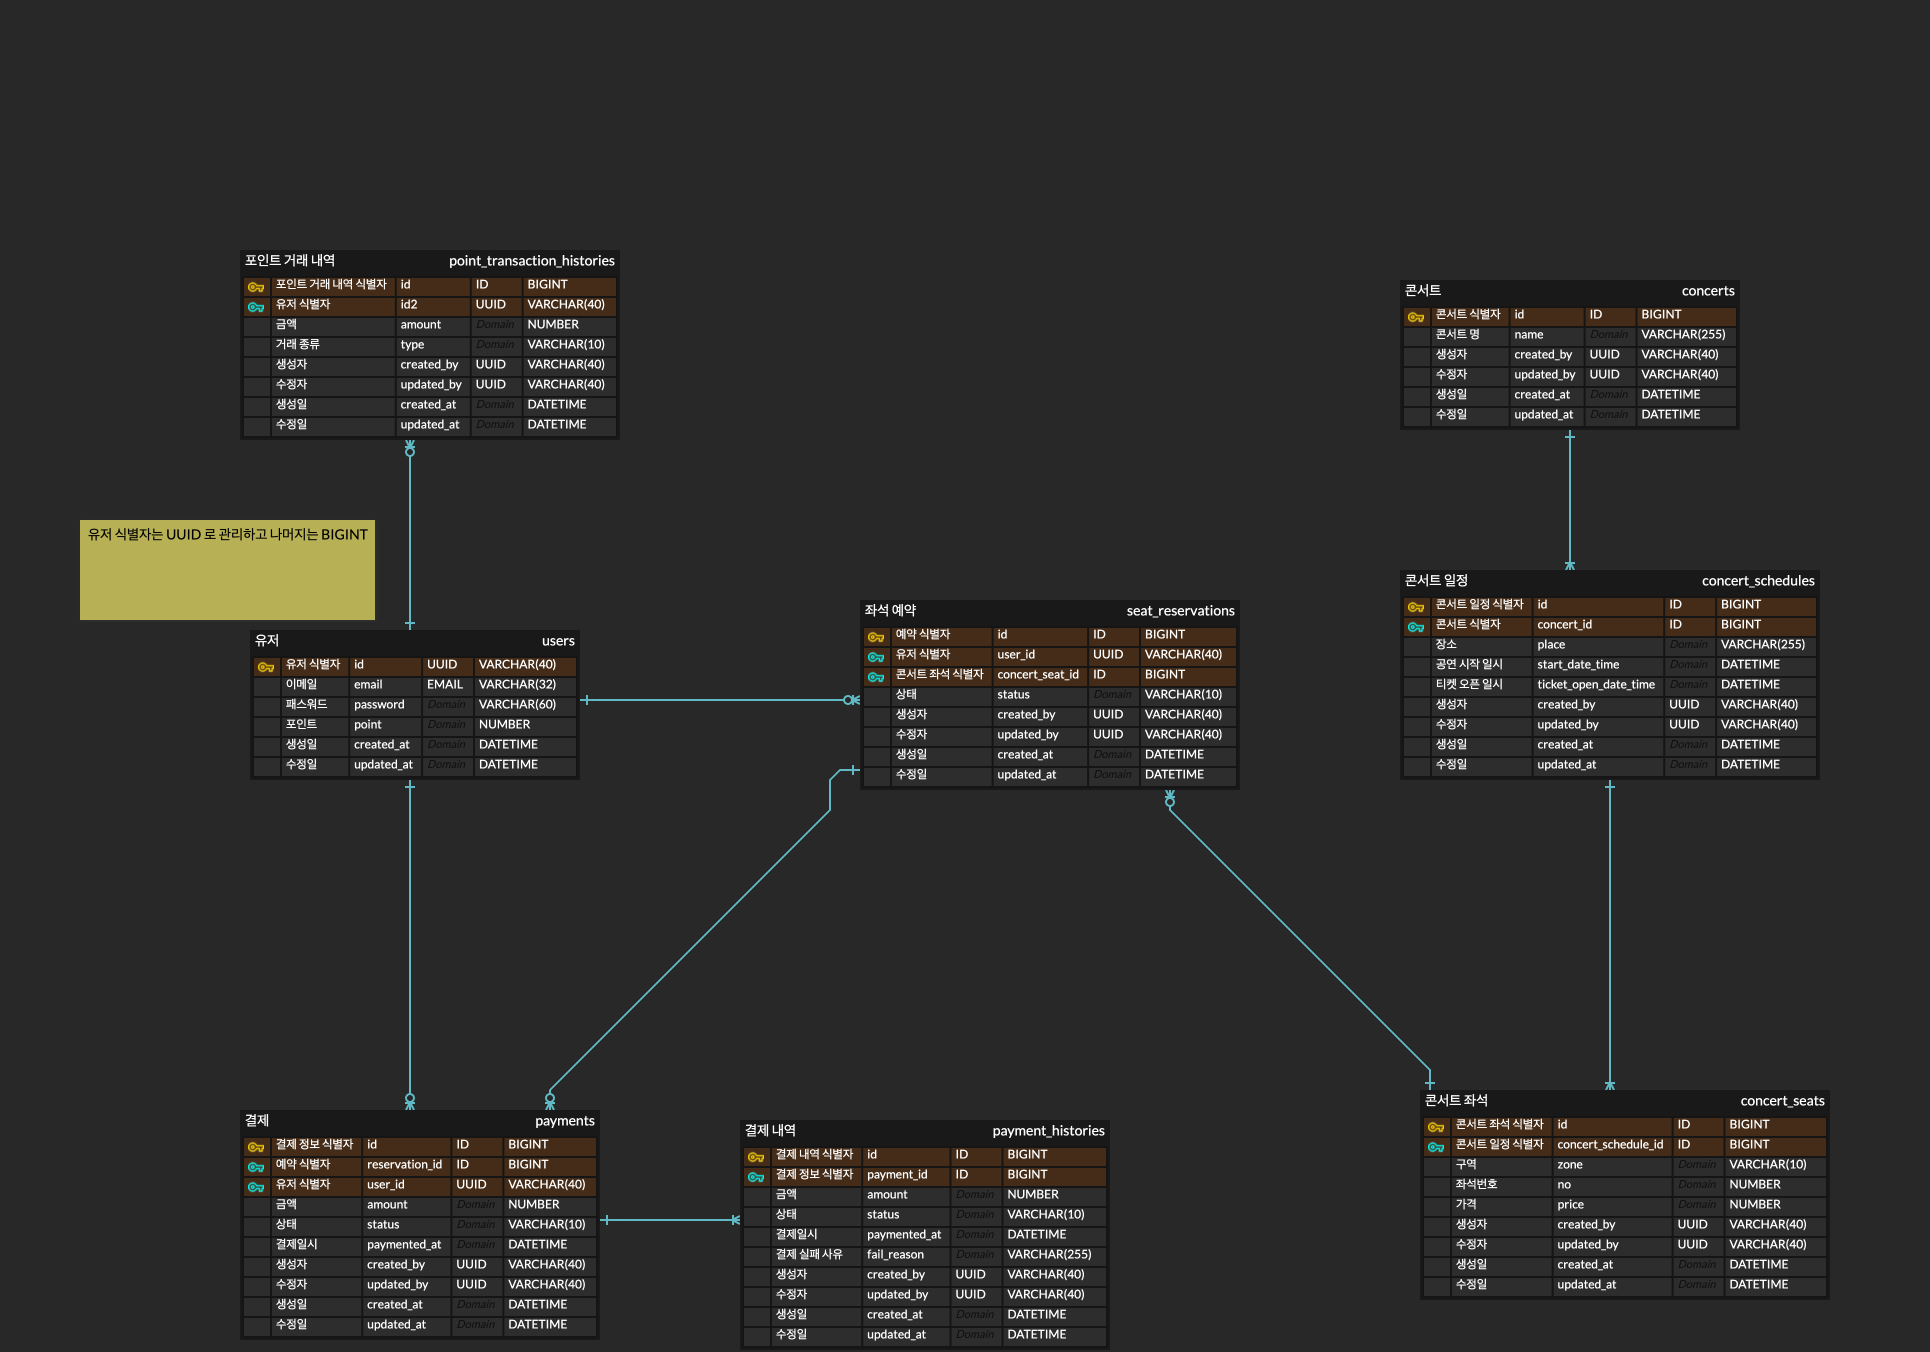 포인트 거래 내역 point_transaction_histories
포인트 거래 내역 식별자 id ID BIGINT
유저 식별자 id2 UUID VARCHAR(40)
금액 amount Domain NUMBER
거래 종류 type Domain VARCHAR(10)
생성자 created_by UUID VARCHAR(40)
수정자 updated_by UUID VARCHAR(40)
생성일 created_at Domain DATETIME
수정일 updated_at Domain DATETIME
콘서트 concerts
콘서트 식별자 id ID BIGINT
콘서트 명 name Domain VARCHAR(255)
생성자 created_by UUID VARCHAR(40)
수정자 updated_by UUID VARCHAR(40)
생성일 created_at Domain DATETIME
수정일 updated_at Domain DATETIME
유저 식별자는 UUID 로 관리하고 나머지는 BIGINT
유저 users
유저 식별자 id UUID VARCHAR(40)
이메일 email EMAIL VARCHAR(32)
패스워드 password Domain VARCHAR(60)
포인트 point Domain NUMBER
생성일 created_at Domain DATETIME
수정일 updated_at Domain DATETIME
좌석 예약 seat_reservations
예약 식별자 id ID BIGINT
유저 식별자 user_id UUID VARCHAR(40)
콘서트 좌석 식별자 concert_seat_id ID BIGINT
상태 status Domain VARCHAR(10)
생성자 created_by UUID VARCHAR(40)
수정자 updated_by UUID VARCHAR(40)
생성일 created_at Domain DATETIME
수정일 updated_at Domain DATETIME
콘서트 일정 concert_schedules
콘서트 일정 식별자 id ID BIGINT
콘서트 식별자 concert_id ID BIGINT
장소 place Domain VARCHAR(255)
공연 시작 일시 start_date_time Domain DATETIME
티켓 오픈 일시 ticket_open_date_time Domain DATETIME
생성자 created_by UUID VARCHAR(40)
수정자 updated_by UUID VARCHAR(40)
생성일 created_at Domain DATETIME
수정일 updated_at Domain DATETIME
결제 payments
결제 정보 식별자 id ID BIGINT
예약 식별자 reservation_id ID BIGINT
유저 식별자 user_id UUID VARCHAR(40)
금액 amount Domain NUMBER
상태 status Domain VARCHAR(10)
결제일시 paymented_at Domain DATETIME
생성자 created_by UUID VARCHAR(40)
수정자 updated_by UUID VARCHAR(40)
생성일 created_at Domain DATETIME
수정일 updated_at Domain DATETIME
결제 내역 payment_histories
결제 내역 식별자 id ID BIGINT
결제 정보 식별자 payment_id ID BIGINT
금액 amount Domain NUMBER
상태 status Domain VARCHAR(10)
결제일시 paymented_at Domain DATETIME
결제 실패 사유 fail_reason Domain VARCHAR(255)
생성자 created_by UUID VARCHAR(40)
수정자 updated_by UUID VARCHAR(40)
생성일 created_at Domain DATETIME
수정일 updated_at Domain DATETIME
콘서트 좌석 concert_seats
콘서트 좌석 식별자 id ID BIGINT
콘서트 일정 식별자 concert_schedule_id ID BIGINT
구역 zone Domain VARCHAR(10)
좌석번호 no Domain NUMBER
가격 price Domain NUMBER
생성자 created_by UUID VARCHAR(40)
수정자 updated_by UUID VARCHAR(40)
생성일 created_at Domain DATETIME
수정일 updated_at Domain DATETIME